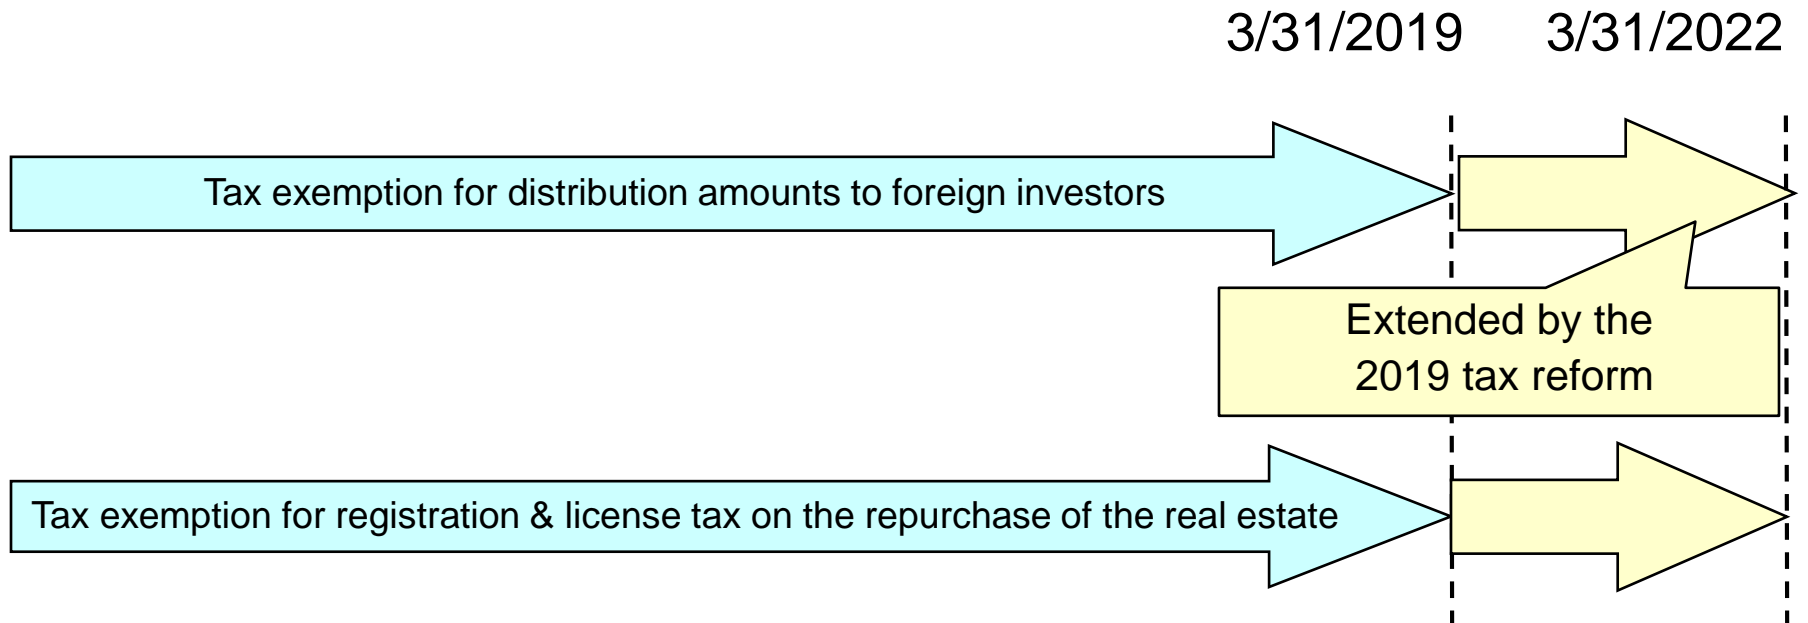 3/31/2019 3/31/2022
Tax exemption for distribution amounts to foreign investors
Extended by the
2019 tax reform
Tax exemption for registration & license tax on the repurchase of the real estate